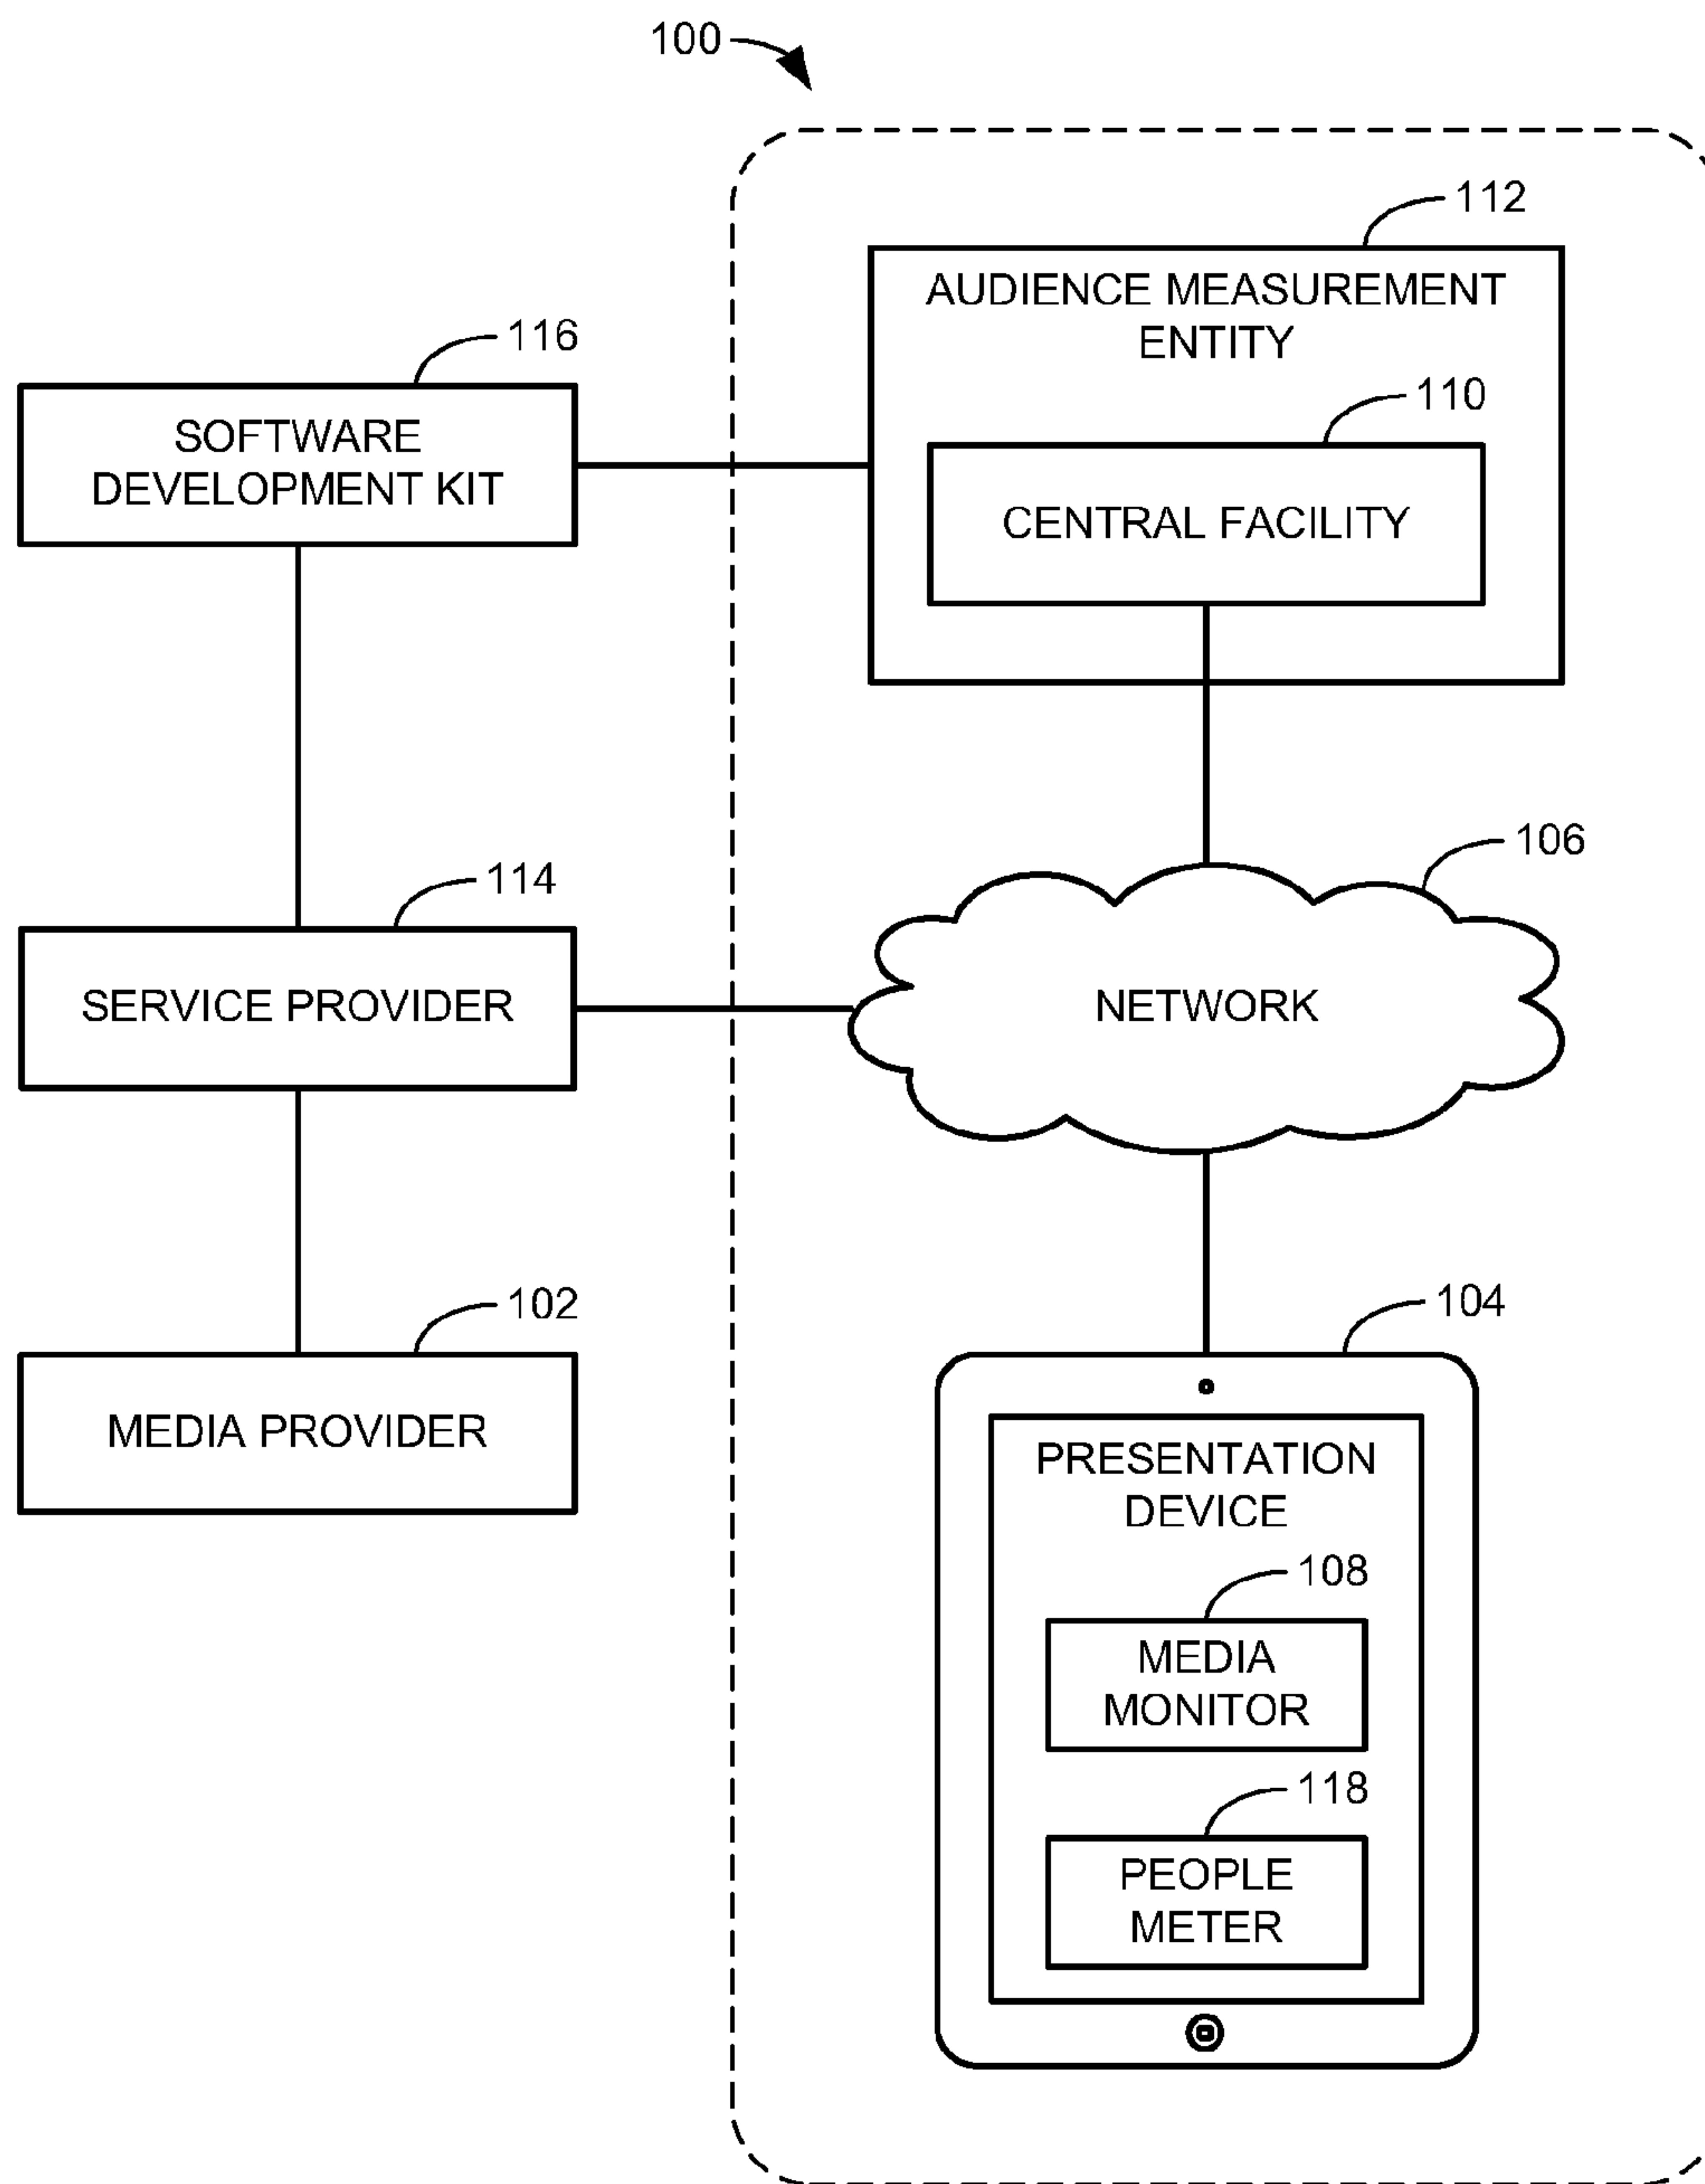 100
112
AUDIENCE MEASUREMENT
ENTITY
116
SOFTWARE
DEVELOPMENT KIT
110
CENTRAL FACILITY
106
114
SERVICE PROVIDER
NETWORK
102
MEDIA PROVIDER
104
PRESENTATION
DEVICE
108
MEDIA
MONITOR
118
PEOPLE
METER